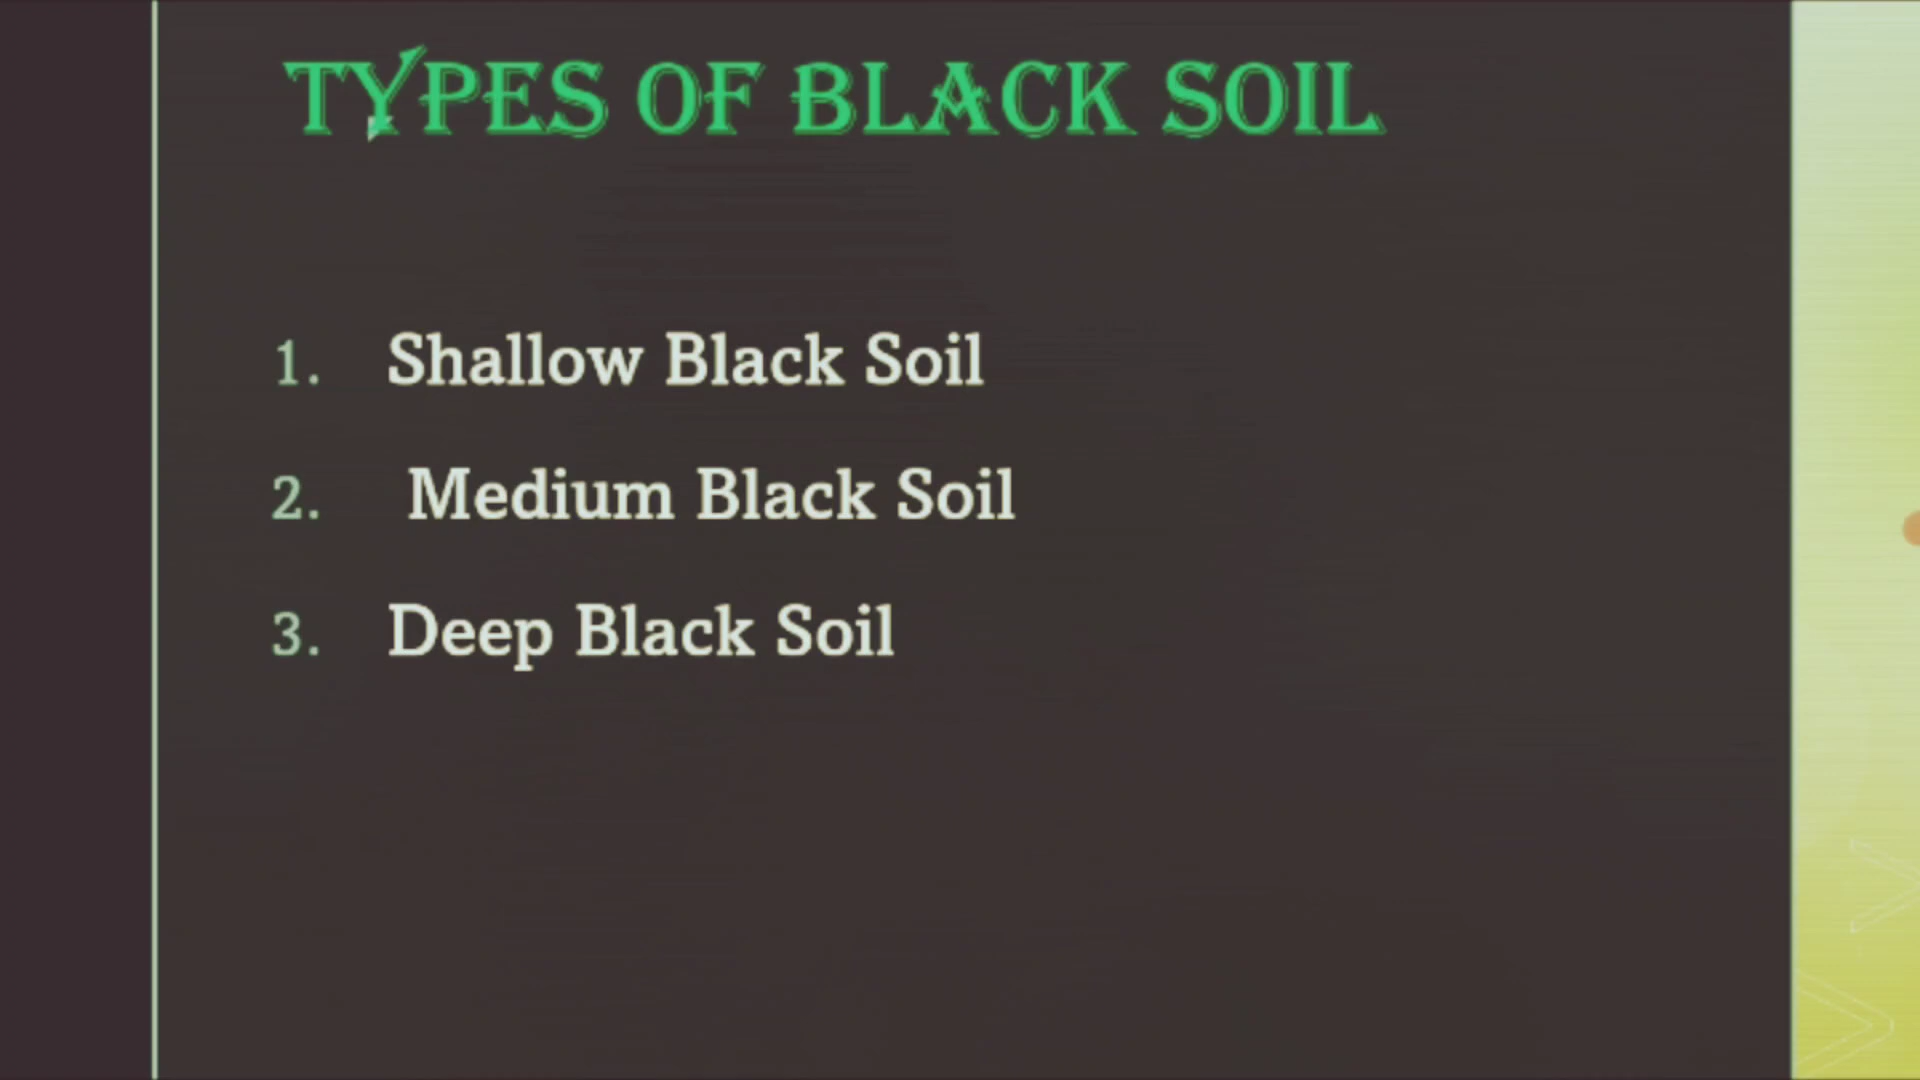 TYPES OF BLACK SOIL
1. Shallow Black Soil
2. Medium Black Soil
3. Deep Black Soil